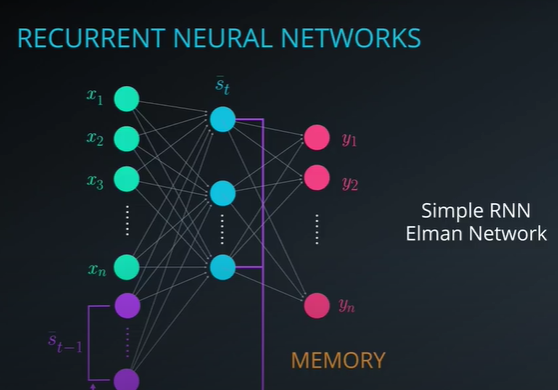 RECURRENT NEURAL NETWORKS
s̄ₜ
x₁
x₂
x₃
xₙ
s̄ₜ₋₁
y₁
y₂
yₙ
Simple RNN
Elman Network
MEMORY